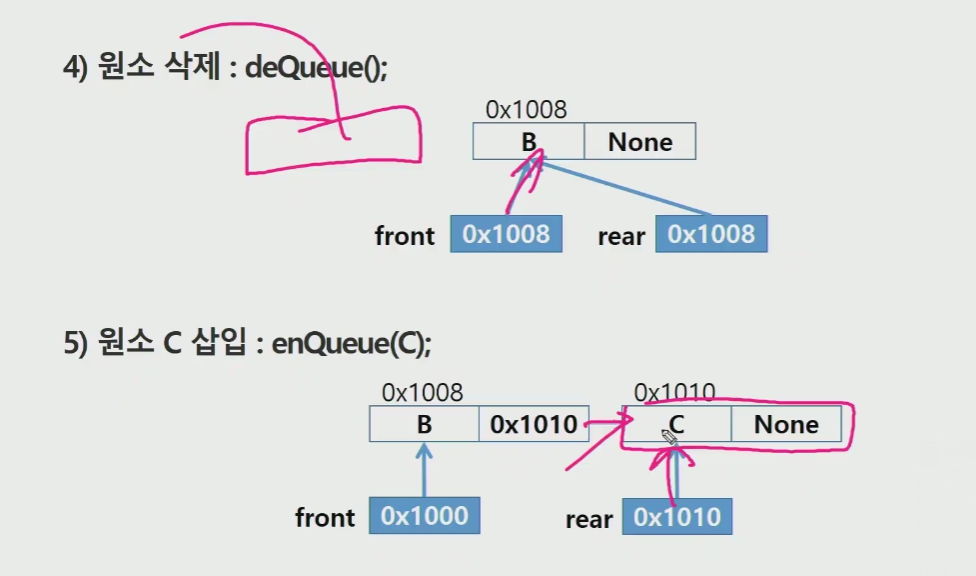 4) 원소 삭제 : deQueue();
0x1008
B None
front 0x1008 rear 0x1008
5) 원소 C 삽입 : enQueue(C);
0x1008 0x1010
B 0x1010 C None
front 0x1000 rear 0x1010